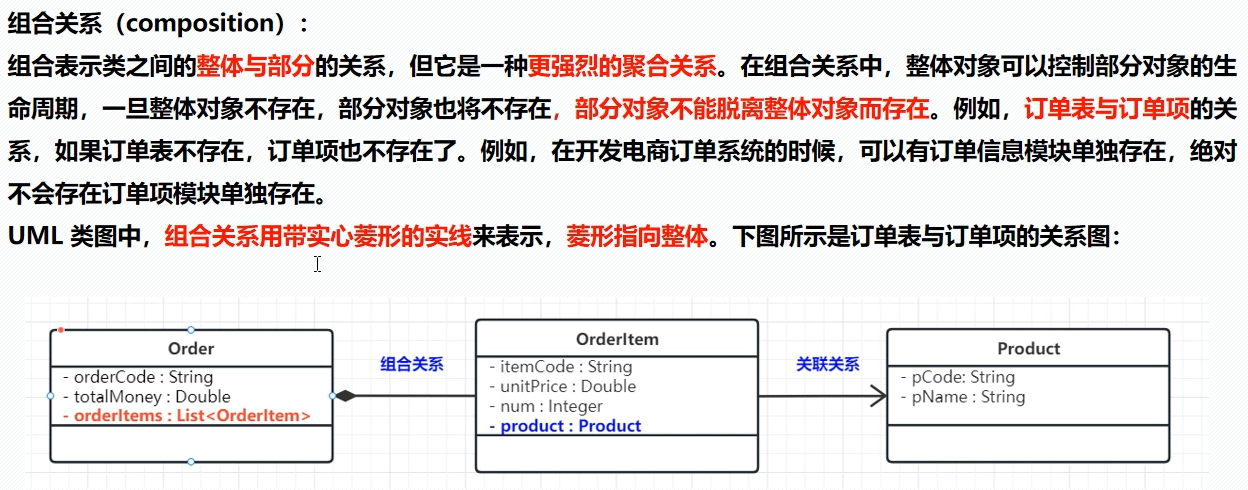 组合关系（composition）：
组合表示类之间的整体与部分的关系，但它是一种更强烈的聚合关系。在组合关系中，整体对象可以控制部分对象的生
命周期，一旦整体对象不存在，部分对象也将不存在，部分对象不能脱离整体对象而存在。例如，订单表与订单项的关
系，如果订单表不存在，订单项也不存在了。例如，在开发电商订单系统的时候，可以有订单信息模块单独存在，绝对
不会存在订单项模块单独存在。
UML 类图中，组合关系用带实心菱形的实线来表示，菱形指向整体。下图所示是订单表与订单项的关系图：
Order
- orderCode : String
- totalMoney : Double
- orderItems : List<OrderItem>
组合关系
OrderItem
- itemCode : String
- unitPrice : Double
- num : Integer
- product : Product
关联关系
Product
- pCode: String
- pName : String